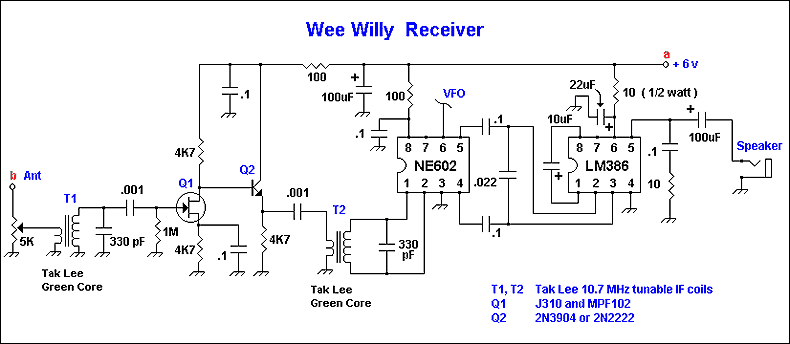 Wee Willy Receiver
a
+ 6 v
100
.1
+
100uF
100
VFO
22uF
+
10 ( 1/2 watt )
.1
.1
10uF
+
100uF
Speaker
8 7 6 5
NE602
1 2 3 4
8 7 6 5
LM386
1 2 3 4
+
.022
.1
.1
10
4K7
Q2
b Ant
T1
.001
Q1
.001
T2
5K
330 pF
1M
4K7
.1
4K7
330
pF
Tak Lee
Green Core
Tak Lee
Green Core
T1, T2 Tak Lee 10.7 MHz tunable IF coils
Q1 J310 and MPF102
Q2 2N3904 or 2N2222